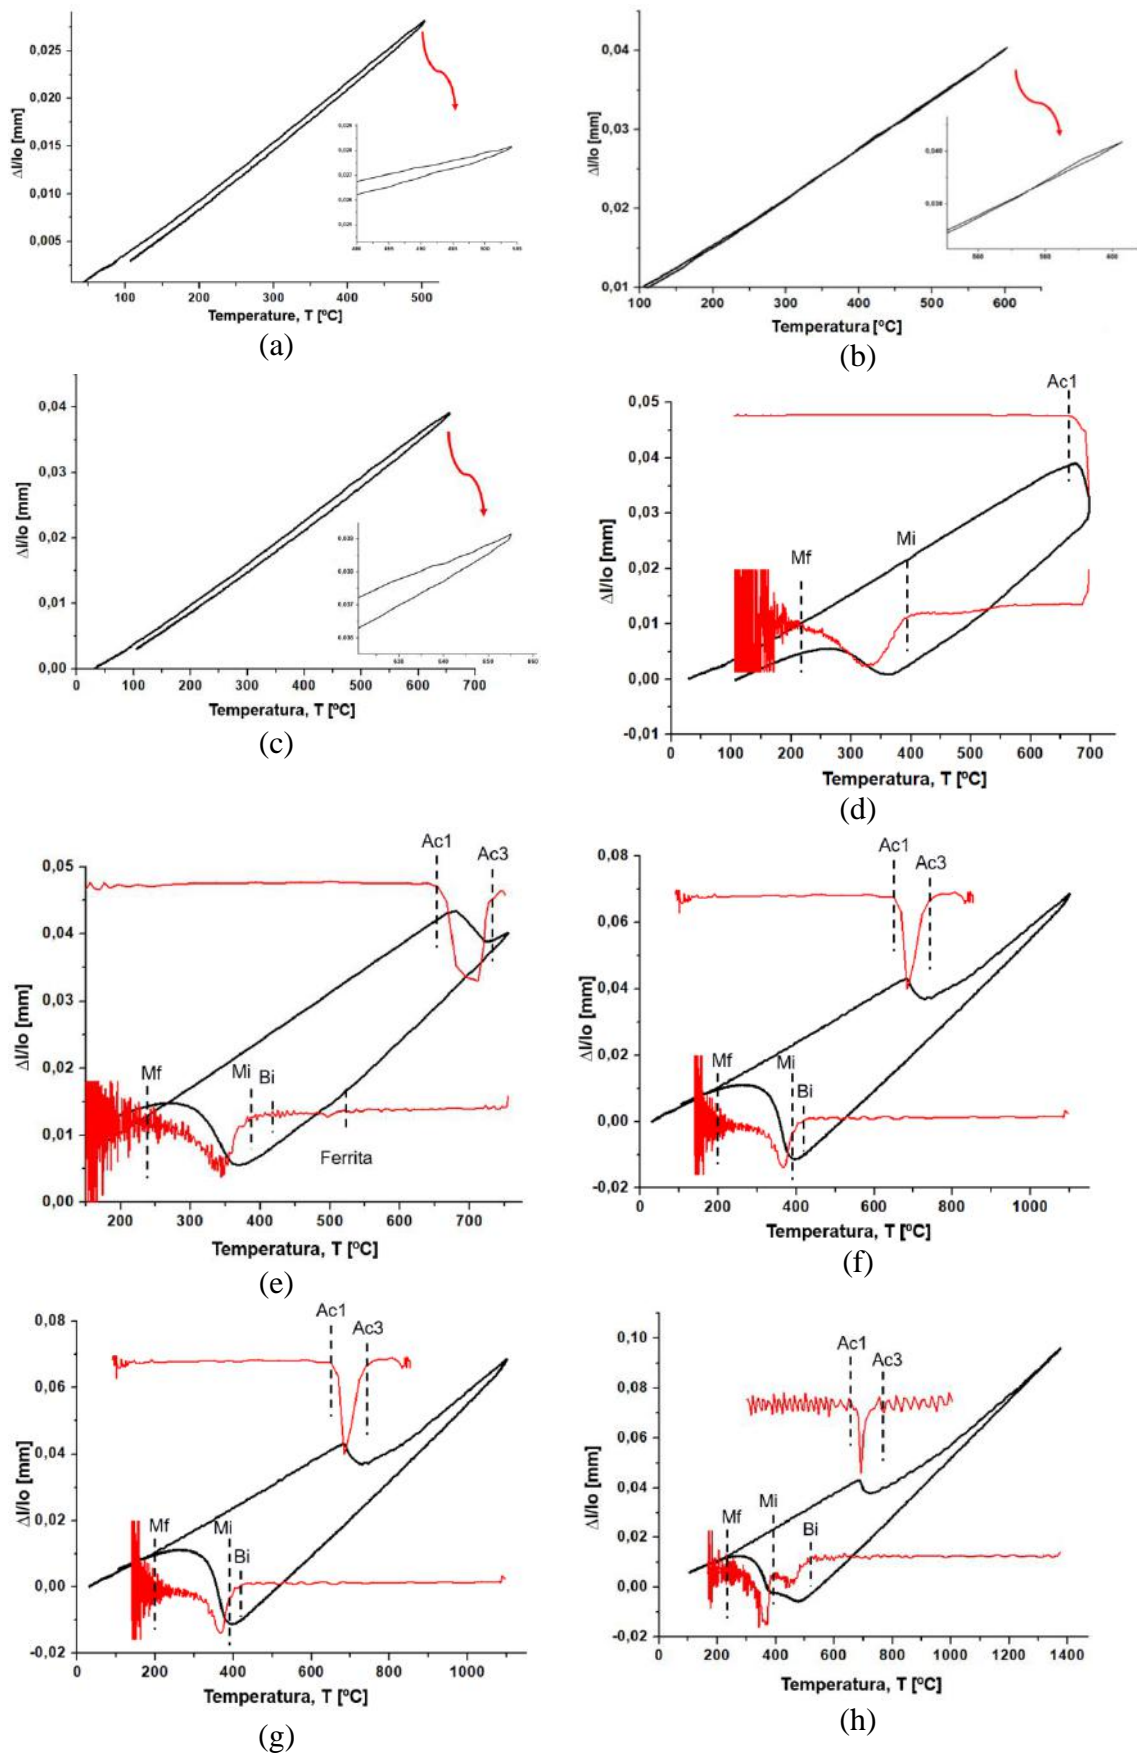 0,025
0,020
0,015
0,010
0,005
Δl/lo [mm]
100 200 300 400 500
Temperature, T [ºC]
(a)
0,04
0,03
0,02
0,01
Δl/lo [mm]
100 200 300 400 500 600
Temperatura [ºC]
(b)
0,04
0,03
0,02
0,01
0,00
Δl/lo [mm]
0 100 200 300 400 500 600 700
Temperatura, T [ºC]
(c)
Ac1
0,05
0,04
0,03
0,02
0,01
0,00
-0,01
Δl/lo [mm]
Mf
Mi
0 100 200 300 400 500 600 700
Temperatura, T [ºC]
(d)
Ac1
Ac3
0,05
0,04
0,03
0,02
0,01
0,00
Δl/lo [mm]
Mf
Mi
Bi
Ferrita
200 300 400 500 600 700
Temperatura, T [ºC]
(e)
Ac1
Ac3
0,08
0,06
0,04
0,02
0,00
-0,02
Δl/lo [mm]
Mf
Mi
Bi
0 200 400 600 800 1000
Temperatura, T [ºC]
(f)
Ac1
Ac3
0,08
0,06
0,04
0,02
0,00
-0,02
Δl/lo [mm]
Mf
Mi
Bi
0 200 400 600 800 1000
Temperatura, T [ºC]
(g)
Ac1
Ac3
0,10
0,08
0,06
0,04
0,02
0,00
-0,02
Δl/lo [mm]
Mf
Mi
Bi
0 200 400 600 800 1000 1200 1400
Temperatura, T [ºC]
(h)